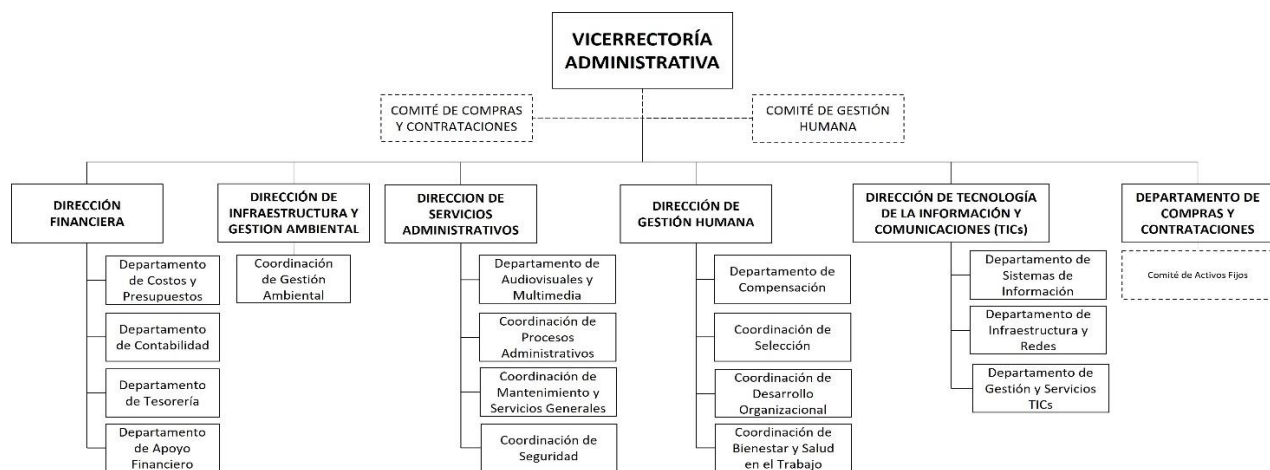 VICERRECTORÍA
ADMINISTRATIVA
COMITÉ DE COMPRAS
Y CONTRATACIONES
COMITÉ DE GESTIÓN
HUMANA
DIRECCIÓN
FINANCIERA
Departamento
de Costos y
Presupuestos
Departamento
de Contabilidad
Departamento
de Tesorería
Departamento
de Apoyo
Financiero
DIRECCIÓN DE
INFRAESTRUCTURA Y
GESTION AMBIENTAL
Coordinación
de Gestión
Ambiental
DIRECCION DE
SERVICIOS
ADMINISTRATIVOS
Departamento de
Audiovisuales y
Multimedia
Coordinación de
Procesos
Administrativos
Coordinación de
Mantenimiento y
Servicios Generales
Coordinación de
Seguridad
DIRECCIÓN DE
GESTIÓN HUMANA
Departamento de
Compensación
Coordinación de
Selección
Coordinación de
Desarrollo
Organizacional
Coordinación de
Bienestar y Salud
en el Trabajo
DIRECCIÓN DE TECNOLOGÍA
DE LA INFORMACIÓN Y
COMUNICACIONES (TICs)
Departamento de
Sistemas de
Información
Departamento de
Infraestructura y
Redes
Departamento de
Gestión y Servicios
TICs
DEPARTAMENTO DE
COMPRAS Y
CONTRATACIONES
Comité de Activos Fijos